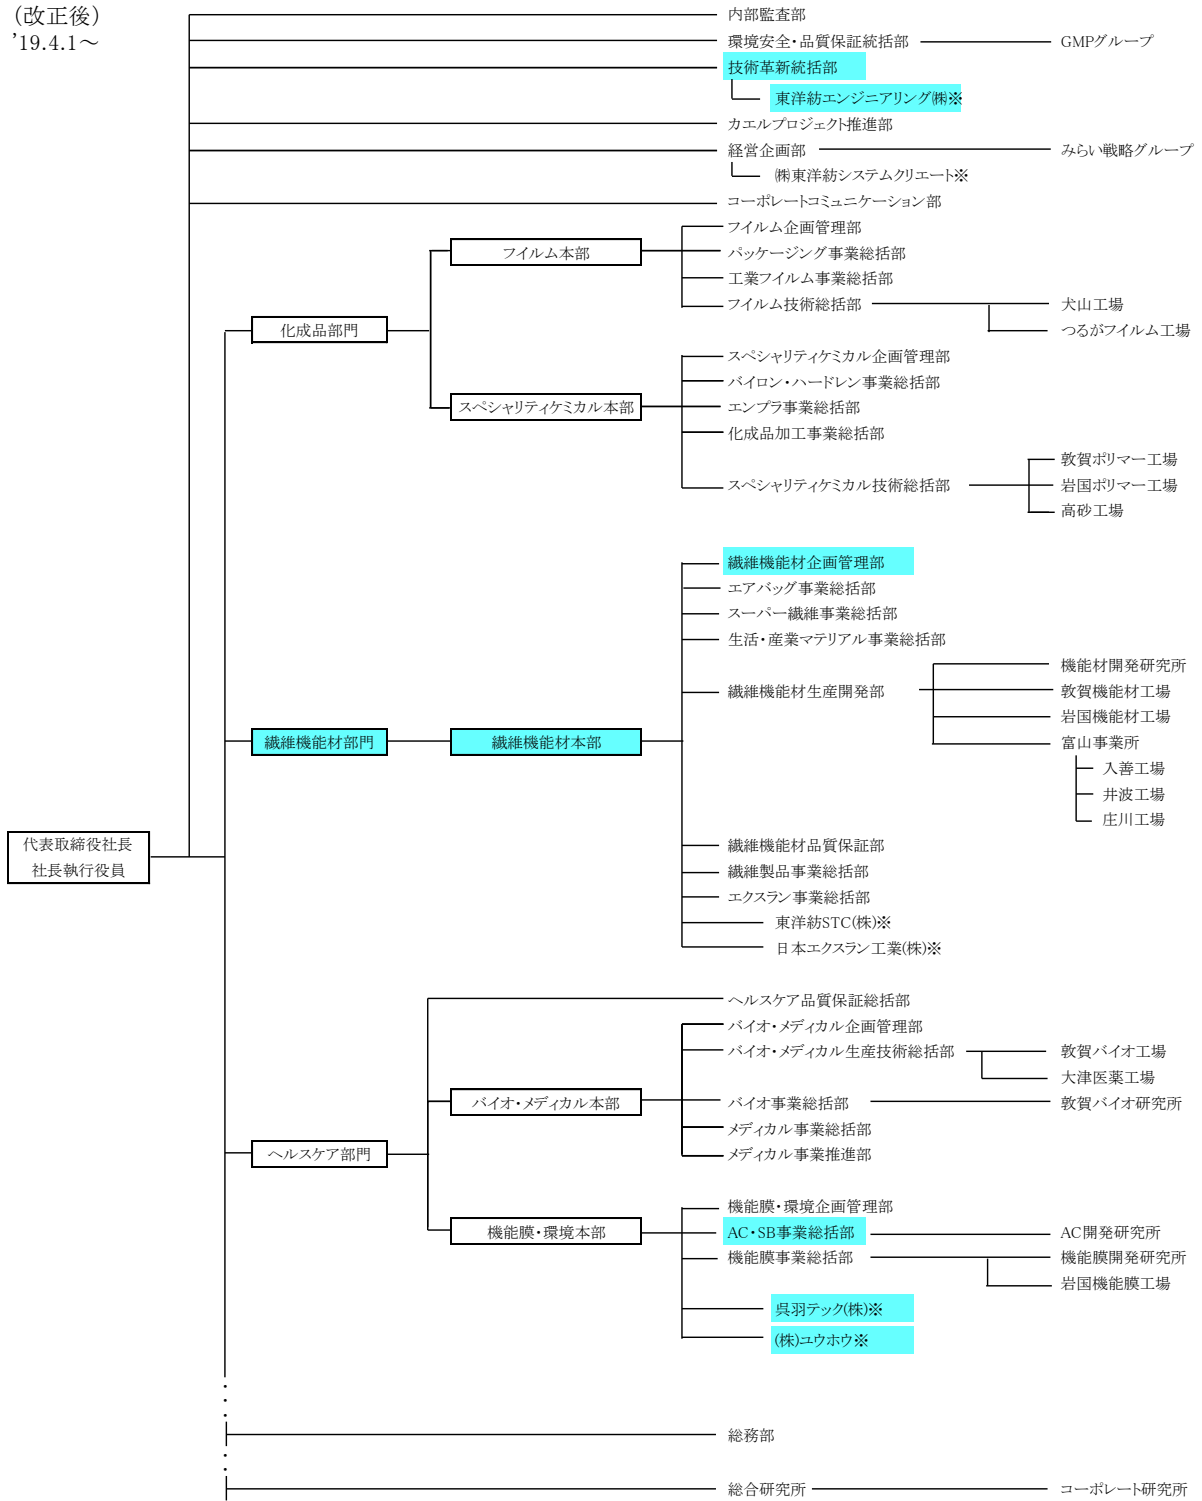 (改正後)
’19.4.1～
内部監査部
環境安全・品質保証統括部
GMPグループ
技術革新統括部
東洋紡エンジニアリング㈱※
カエルプロジェクト推進部
経営企画部
みらい戦略グループ
㈱東洋紡システムクリエート※
コーポレートコミュニケーション部
フイルム企画管理部
フイルム本部
パッケージング事業総括部
工業フイルム事業総括部
フイルム技術総括部
犬山工場
化成品部門
つるがフイルム工場
スペシャリティケミカル企画管理部
バイロン・ハードレン事業総括部
スペシャリティケミカル本部
エンプラ事業総括部
化成品加工事業総括部
敦賀ポリマー工場
スペシャリティケミカル技術総括部
岩国ポリマー工場
高砂工場
繊維機能材企画管理部
エアバッグ事業総括部
スーパー繊維事業総括部
生活・産業マテリアル事業総括部
機能材開発研究所
繊維機能材生産開発部
敦賀機能材工場
岩国機能材工場
繊維機能材部門
繊維機能材本部
富山事業所
入善工場
井波工場
庄川工場
代表取締役社長
社長執行役員
繊維機能材品質保証部
繊維製品事業総括部
エクスラン事業総括部
東洋紡STC(株)※
日本エクスラン工業(株)※
ヘルスケア品質保証総括部
バイオ・メディカル企画管理部
バイオ・メディカル生産技術総括部
敦賀バイオ工場
大津医薬工場
バイオ・メディカル本部
バイオ事業総括部
敦賀バイオ研究所
メディカル事業総括部
ヘルスケア部門
メディカル事業推進部
機能膜・環境企画管理部
機能膜・環境本部
AC・SB事業総括部
AC開発研究所
機能膜事業総括部
機能膜開発研究所
岩国機能膜工場
呉羽テック(株)※
(株)ユウホウ※
総務部
総合研究所
コーポレート研究所